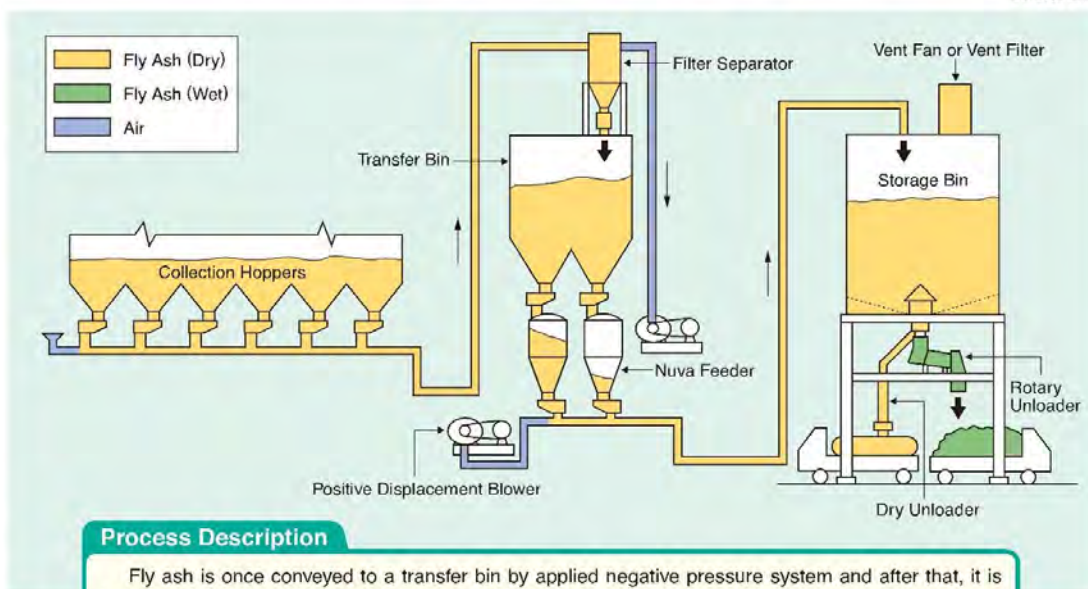 Fly Ash (Dry)
Fly Ash (Wet)
Air
Filter Separator
Vent Fan or Vent Filter
Transfer Bin
Storage Bin
Collection Hoppers
Nuva Feeder
Rotary
Unloader
Positive Displacement Blower
Dry Unloader
Process Description
Fly ash is once conveyed to a transfer bin by applied negative pressure system and after that, it is